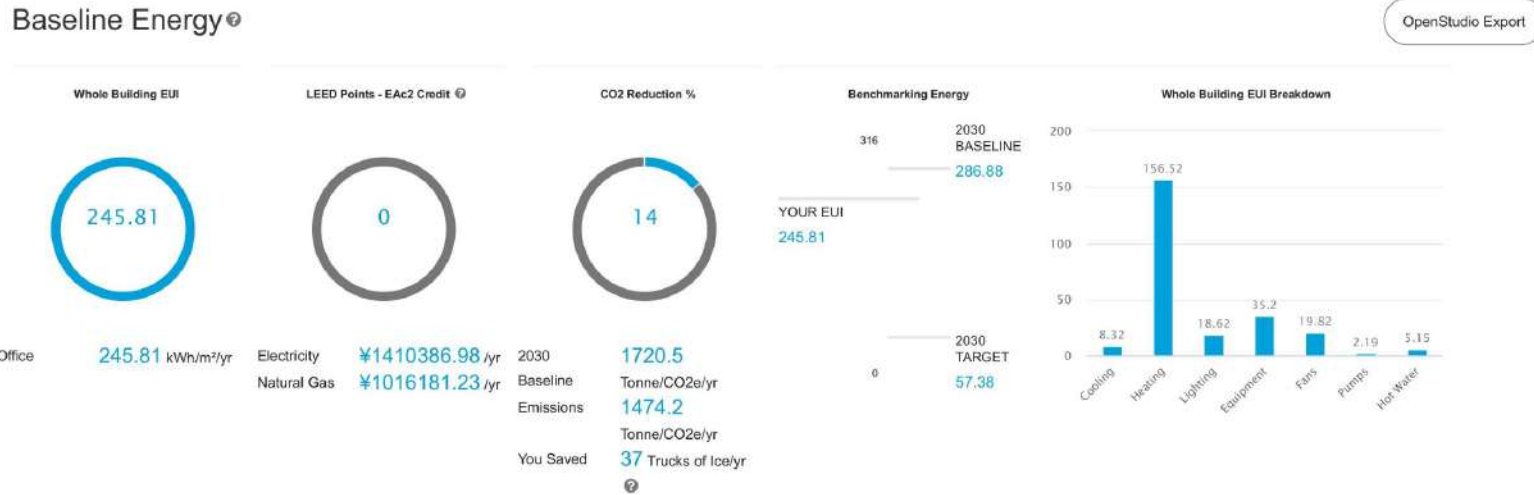 Baseline Energy
OpenStudio Export
Whole Building EUI
245.81
Office 245.81 kWh/m²/yr
LEED Points - EAc2 Credit
0
Electricity ¥1410386.98 /yr
Natural Gas ¥1016181.23 /yr
CO2 Reduction %
14
2030 1720.5
Baseline Tonne/CO2e/yr
Emissions 1474.2
Tonne/CO2e/yr
You Saved 37 Trucks of Ice/yr
Benchmarking Energy
316
2030
BASELINE
286.88
YOUR EUI
245.81
2030
TARGET
57.38
0
Whole Building EUI Breakdown
200
150
100
50
0
8.32
156.52
18.62
35.2
19.82
2.19
5.15
Cooling
Heating
Lighting
Equipment
Fans
Pumps
Hot Water